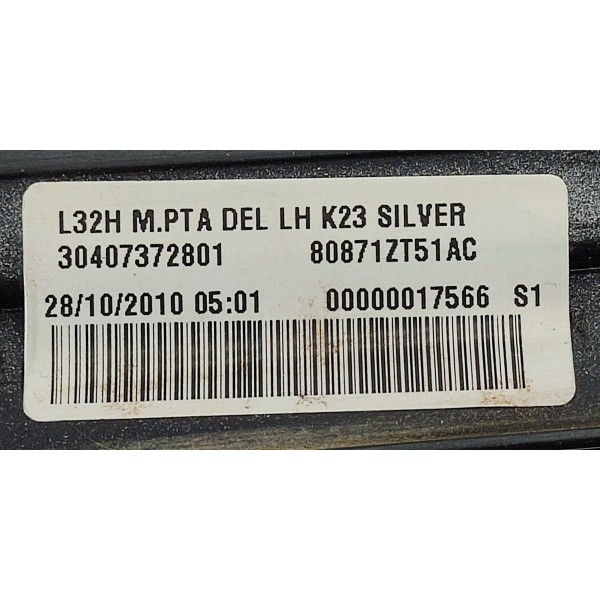 L32H M.PTA DEL LH K23 SILVER
30407372801 80871ZT51AC
28/10/2010 05:01 00000017566 S1